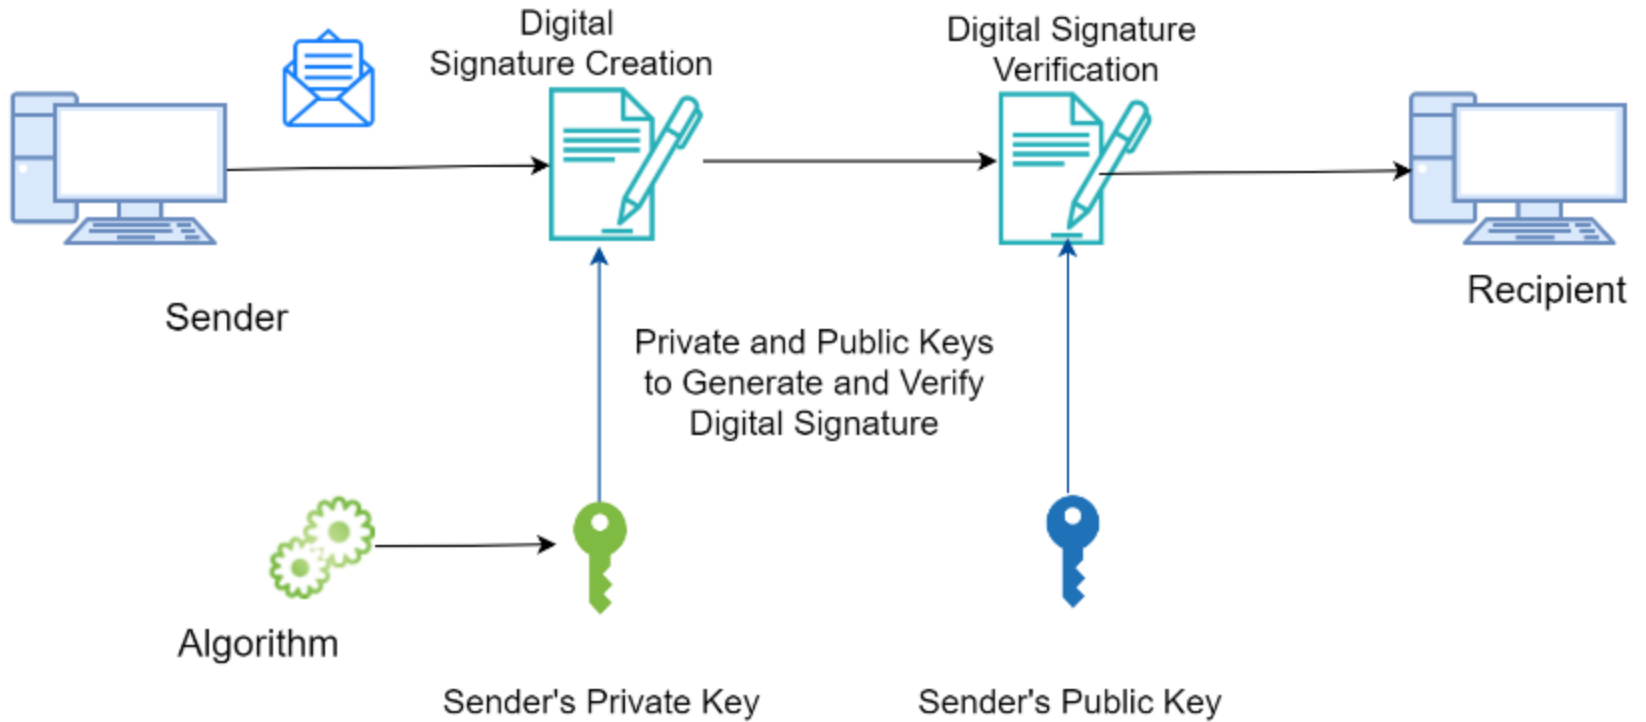 Digital
Signature Creation
Digital Signature
Verification
Sender
Recipient
Private and Public Keys
to Generate and Verify
Digital Signature
Algorithm
Sender's Private Key
Sender's Public Key